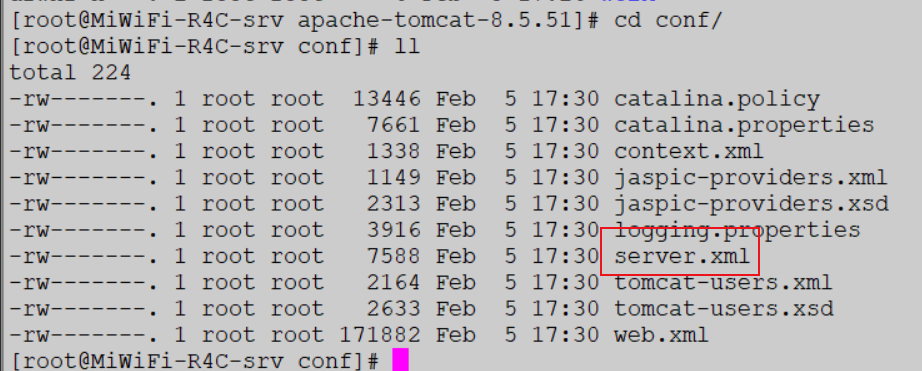 [root@MiWiFi-R4C-srv apache-tomcat-8.5.51]# cd conf/
[root@MiWiFi-R4C-srv conf]# ll
total 224
-rw-------. 1 root root  13446 Feb  5 17:30 catalina.policy
-rw-------. 1 root root   7661 Feb  5 17:30 catalina.properties
-rw-------. 1 root root   1338 Feb  5 17:30 context.xml
-rw-------. 1 root root   1149 Feb  5 17:30 jaspic-providers.xml
-rw-------. 1 root root   2313 Feb  5 17:30 jaspic-providers.xsd
-rw-------. 1 root root   3916 Feb  5 17:30 logging.properties
-rw-------. 1 root root   7588 Feb  5 17:30 server.xml
-rw-------. 1 root root   2164 Feb  5 17:30 tomcat-users.xml
-rw-------. 1 root root   2633 Feb  5 17:30 tomcat-users.xsd
-rw-------. 1 root root 171882 Feb  5 17:30 web.xml
[root@MiWiFi-R4C-srv conf]#